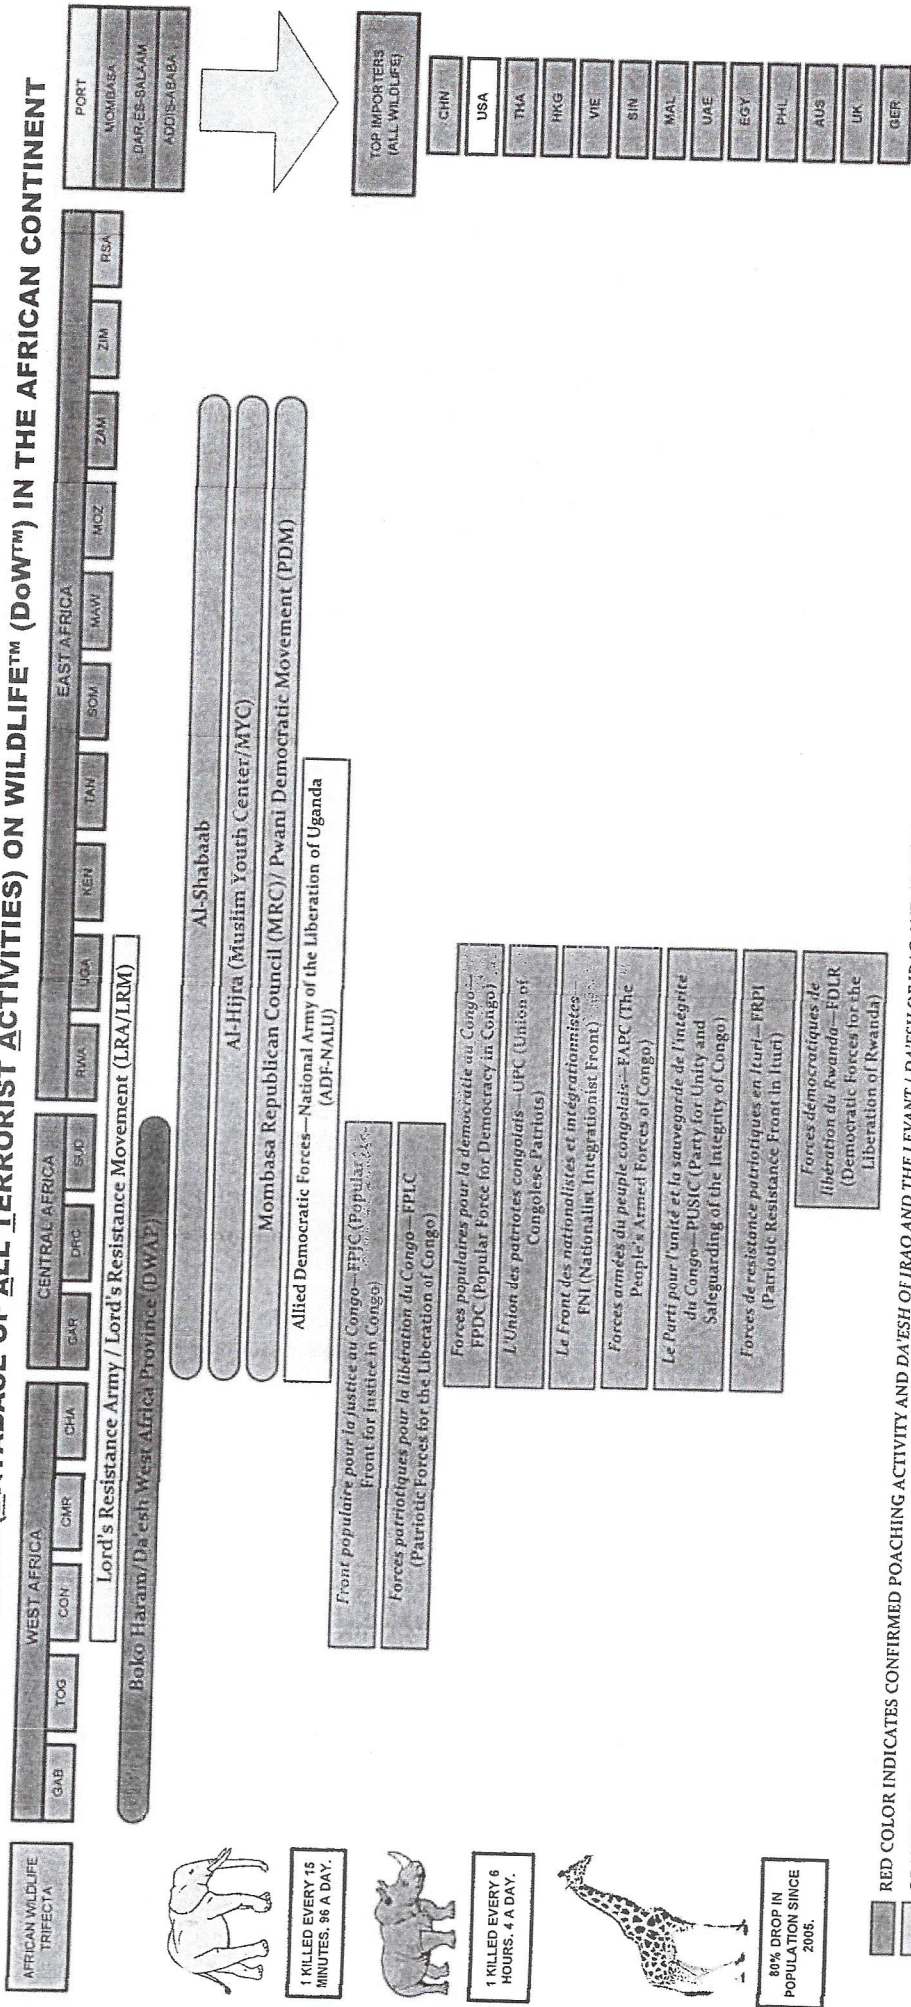 ALL TERRORIST ACTIVITIES) ON WILDLIFE™ (DoW™) IN THE AFRICAN CONTINENT
AFRICAN WILDLIFE
TRIFECTA
WEST AFRICA
CENTRAL AFRICA
EAST AFRICA
GAB
TOG
CON
CMR
CHA
CAR
DRC
SUD
RWA
UGA
KEN
TAN
SOM
MAW
MOZ
ZAM
ZIM
RSA
PORT
MOMBASA
DAR-ES-SALAAM
ADDIS-ABABA
Lord's Resistance Army / Lord's Resistance Movement (LRA/LRM)
Boko Haram/Da'esh West Africa Province (DWAP)
Al-Shabaab
Al-Hijra (Muslim Youth Center/MYC)
Mombasa Republican Council (MRC)/ Pwani Democratic Movement (PDM)
Allied Democratic Forces—National Army of the Liberation of Uganda
(ADF-NALU)
Front populaire pour la justice au Congo—FPJC (Popular
Front for Justice in Congo)
Forces patriotiques pour la libération du Congo—FPLC
(Patriotic Forces for the Liberation of Congo)
Forces populaires pour la démocratie au Congo—
FPDC (Popular Force for Democracy in Congo)
L'Union des patriotes congolais—UPC (Union of
Congolese Patriots)
Le Front des nationalistes et intégrationnistes—
FNI (Nationalist Integrationist Front)
Forces armées du peuple congolais—FAPC (The
People's Armed Forces of Congo)
Le Parti pour l'unité et la sauvegarde de l'intégrité
du Congo—PUSIC (Party for Unity and
Safeguarding of the Integrity of Congo)
Forces de resistance patriotiques en Ituri—FRPI
(Patriotic Resistance Front in Ituri)
Forces démocratiques de
libération du Rwanda—FDLR
(Democratic Forces for the
Liberation of Rwanda)
1 KILLED EVERY 15
MINUTES. 96 A DAY.
1 KILLED EVERY 6
HOURS. 4 A DAY.
80% DROP IN
POPULATION SINCE
2005.
TOP IMPORTERS
(ALL WILDLIFE)
CHN
USA
THA
HKG
VIE
SIN
MAL
UAE
EGY
PHL
AUS
UK
GER
RED COLOR INDICATES CONFIRMED POACHING ACTIVITY AND DA'ESH OF IRAQ AND THE LEVANT / DA'ESH OF IRAQ